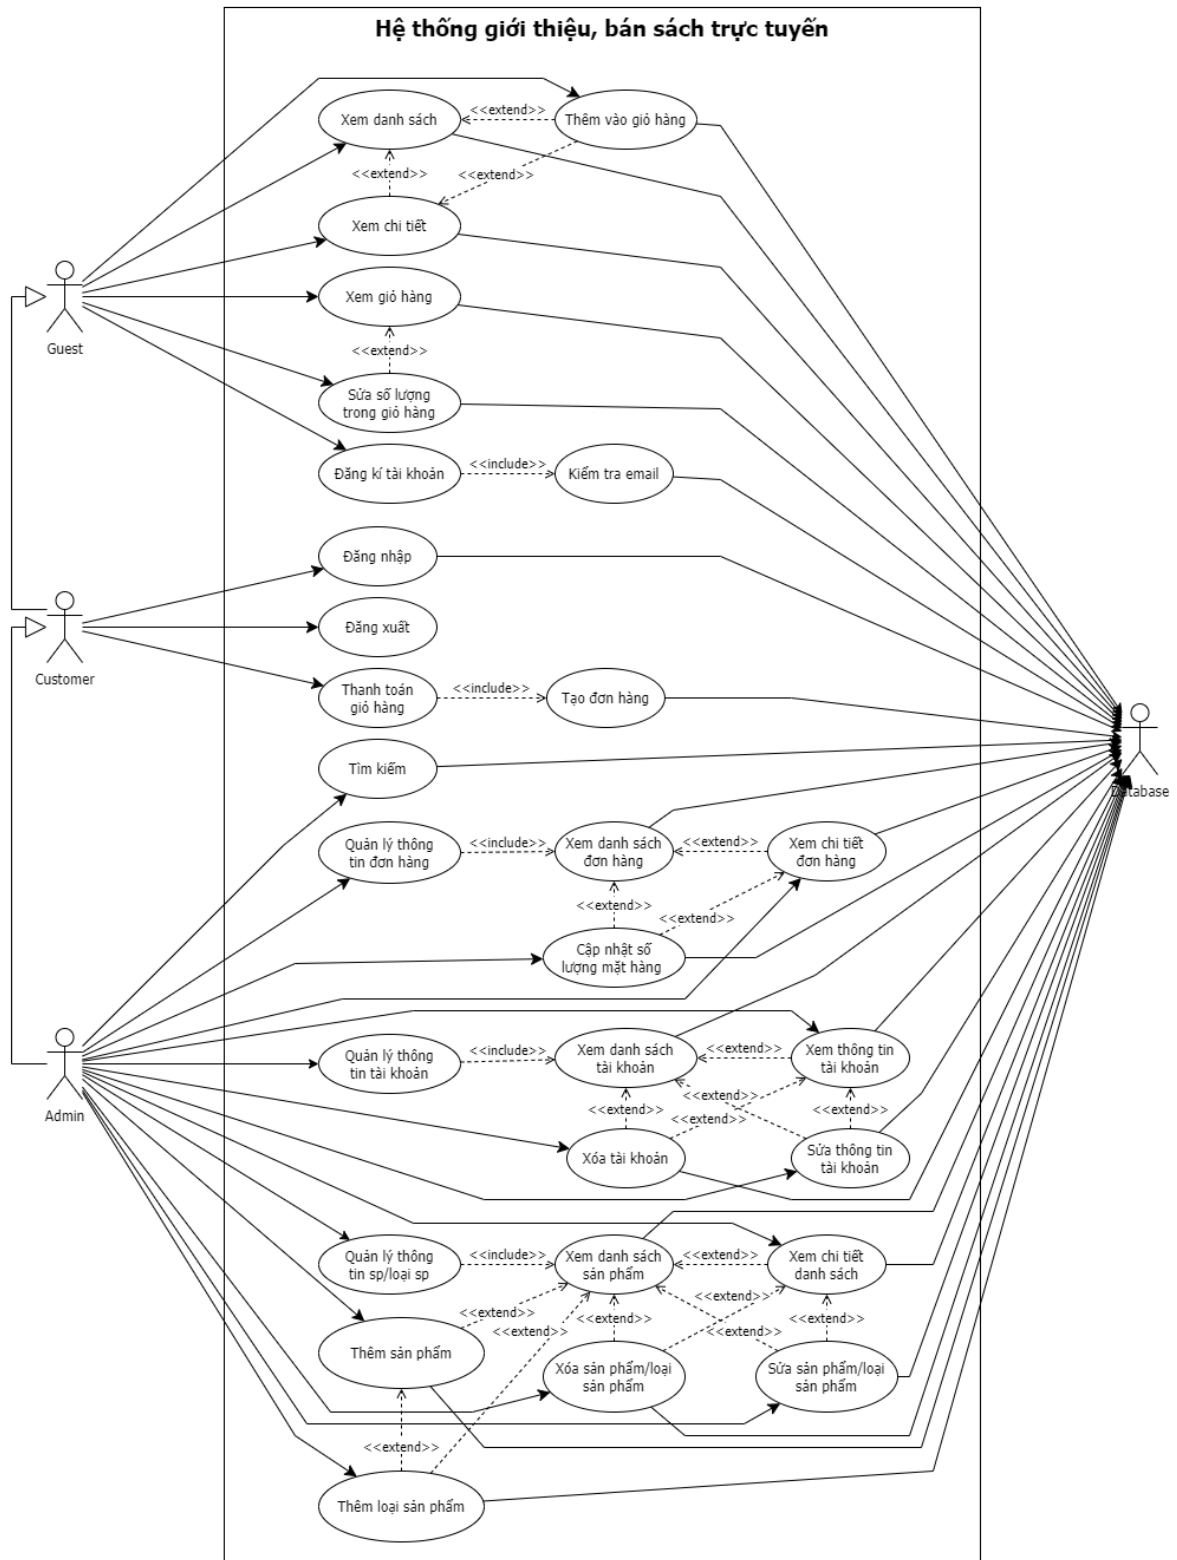 Hệ thống giới thiệu, bán sách trực tuyến
<<extend>>
Xem danh sách
Thêm vào giỏ hàng
<<extend>>
<<extend>>
Xem chi tiết
Xem giỏ hàng
Guest
<<extend>>
Sửa số lượng
trong giỏ hàng
<<include>>
Đăng kí tài khoản
Kiểm tra email
Đăng nhập
Đăng xuất
Customer
Thanh toán
giỏ hàng
<<include>>
Tạo đơn hàng
Tìm kiếm
Database
Quản lý thông
tin đơn hàng
<<include>>
Xem danh sách
đơn hàng
<<extend>>
Xem chi tiết
đơn hàng
<<extend>>
<<extend>>
Cập nhật số
lượng mặt hàng
Quản lý thông
tin tài khoản
<<include>>
Xem danh sách
tài khoản
<<extend>>
Xem thông tin
tài khoản
Admin
<<extend>>
<<extend>>
<<extend>>
<<extend>>
Xóa tài khoản
Sửa thông tin
tài khoản
Quản lý thông
tin sp/loại sp
<<include>>
Xem danh sách
sản phẩm
<<extend>>
Xem chi tiết
danh sách
<<extend>>
<<extend>>
<<extend>>
<<extend>>
<<extend>>
<<extend>>
Thêm sản phẩm
Xóa sản phẩm/loại
sản phẩm
Sửa sản phẩm/loại
sản phẩm
<<extend>>
Thêm loại sản phẩm